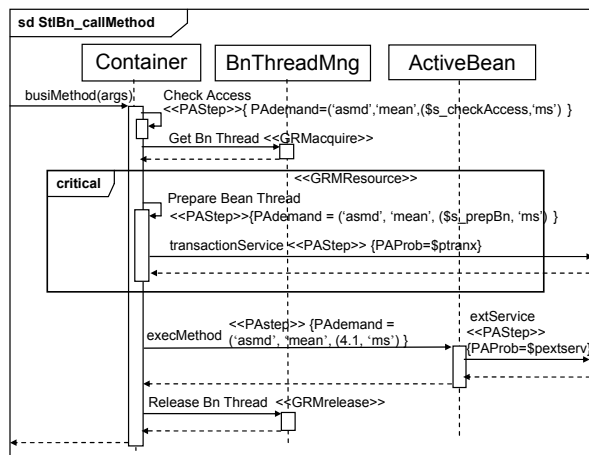 sd StlBn_callMethod
Container
BnThreadMng
ActiveBean
busiMethod(args)
Check Access
<<PAStep>>{ PAdemand=('asmd','mean',($s_checkAccess,'ms') }
Get Bn Thread <<GRMacquire>>
<<GRMResource>>
critical
Prepare Bean Thread
<<PAStep>>{PAdemand = ('asmd', 'mean', ($s_prepBn, 'ms') }
transactionService <<PAStep>> {PAProb=$ptranx}
extService
<<PAStep>>
{PAProb=$pextserv}
<<PAstep>> {PAdemand =
execMethod ('asmd', 'mean', (4.1, 'ms') }
Release Bn Thread <<GRMrelease>>